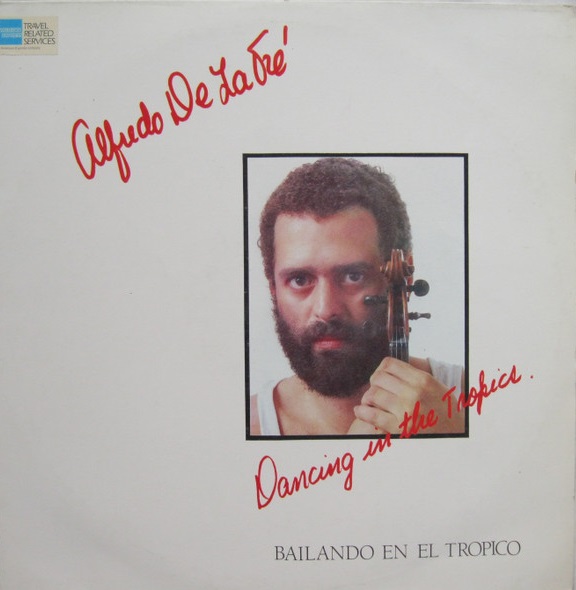 TRAVEL
RELATED
SERVICES
Alfredo De La Fé
Dancing in the Tropics.
BAILANDO EN EL TROPICO